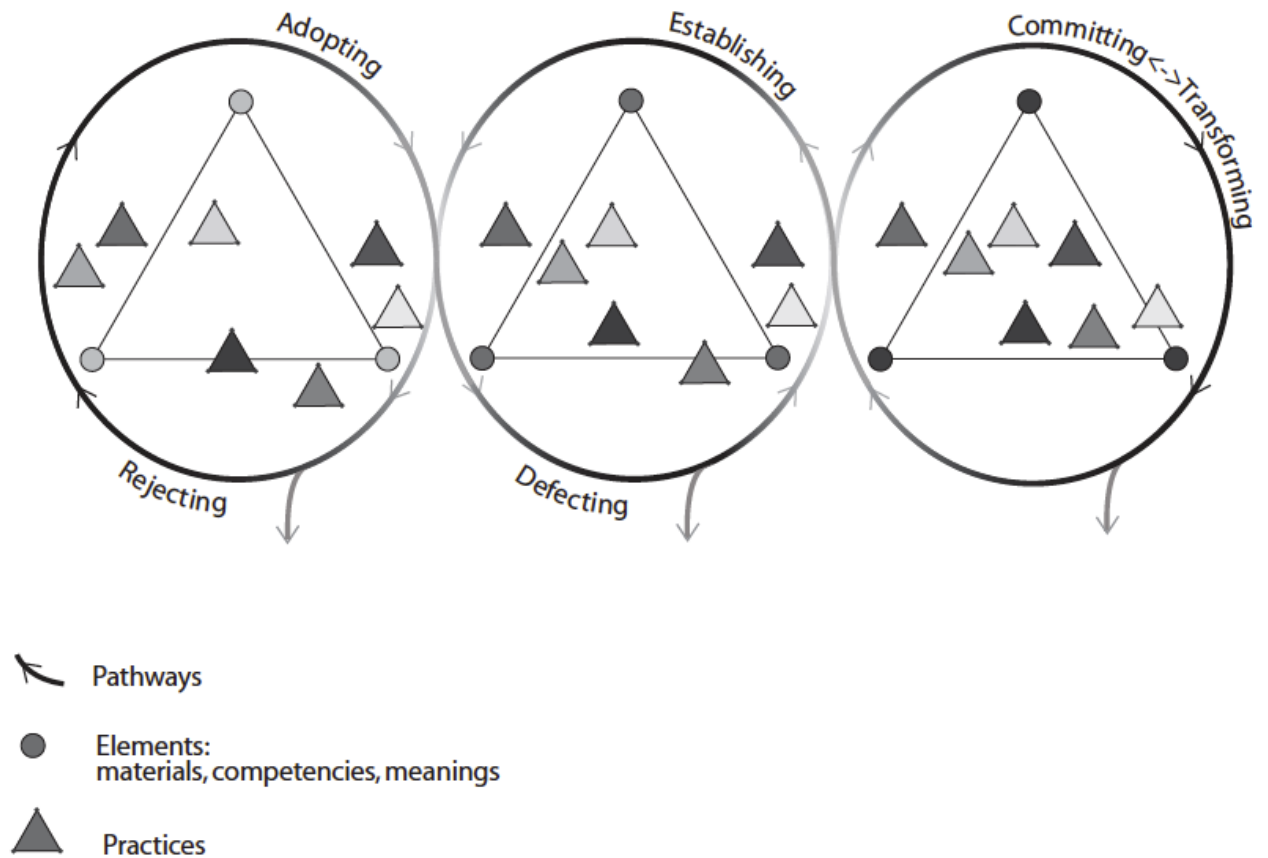 Adopting
Establishing
Committing<->Transforming
Rejecting
Defecting
Pathways
Elements:
materials, competencies, meanings
Practices